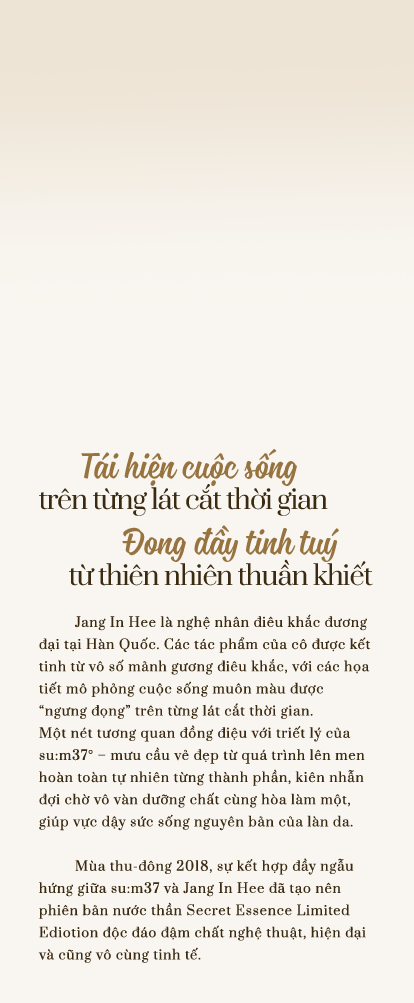 Tái hiện cuộc sống
trên từng lát cắt thời gian
Đong đầy tinh tuý
từ thiên nhiên thuần khiết
Jang In Hee là nghệ nhân điêu khắc đương
đại tại Hàn Quốc. Các tác phẩm của cô được kết
tinh từ vô số mảnh gương điêu khắc, với các họa
tiết mô phỏng cuộc sống muôn màu được
“ngưng đọng” trên từng lát cắt thời gian.
Một nét tương quan đồng điệu với triết lý của
su:m37° – mưu cầu vẻ đẹp từ quá trình lên men
hoàn toàn tự nhiên từng thành phần, kiên nhẫn
đợi chờ vô vàn dưỡng chất cùng hòa làm một,
giúp vực dậy sức sống nguyên bản của làn da.
Mùa thu-đông 2018, sự kết hợp đầy ngẫu
hứng giữa su:m37 và Jang In Hee đã tạo nên
phiên bản nước thần Secret Essence Limited
Ediotion độc đáo đậm chất nghệ thuật, hiện đại
và cũng vô cùng tinh tế.